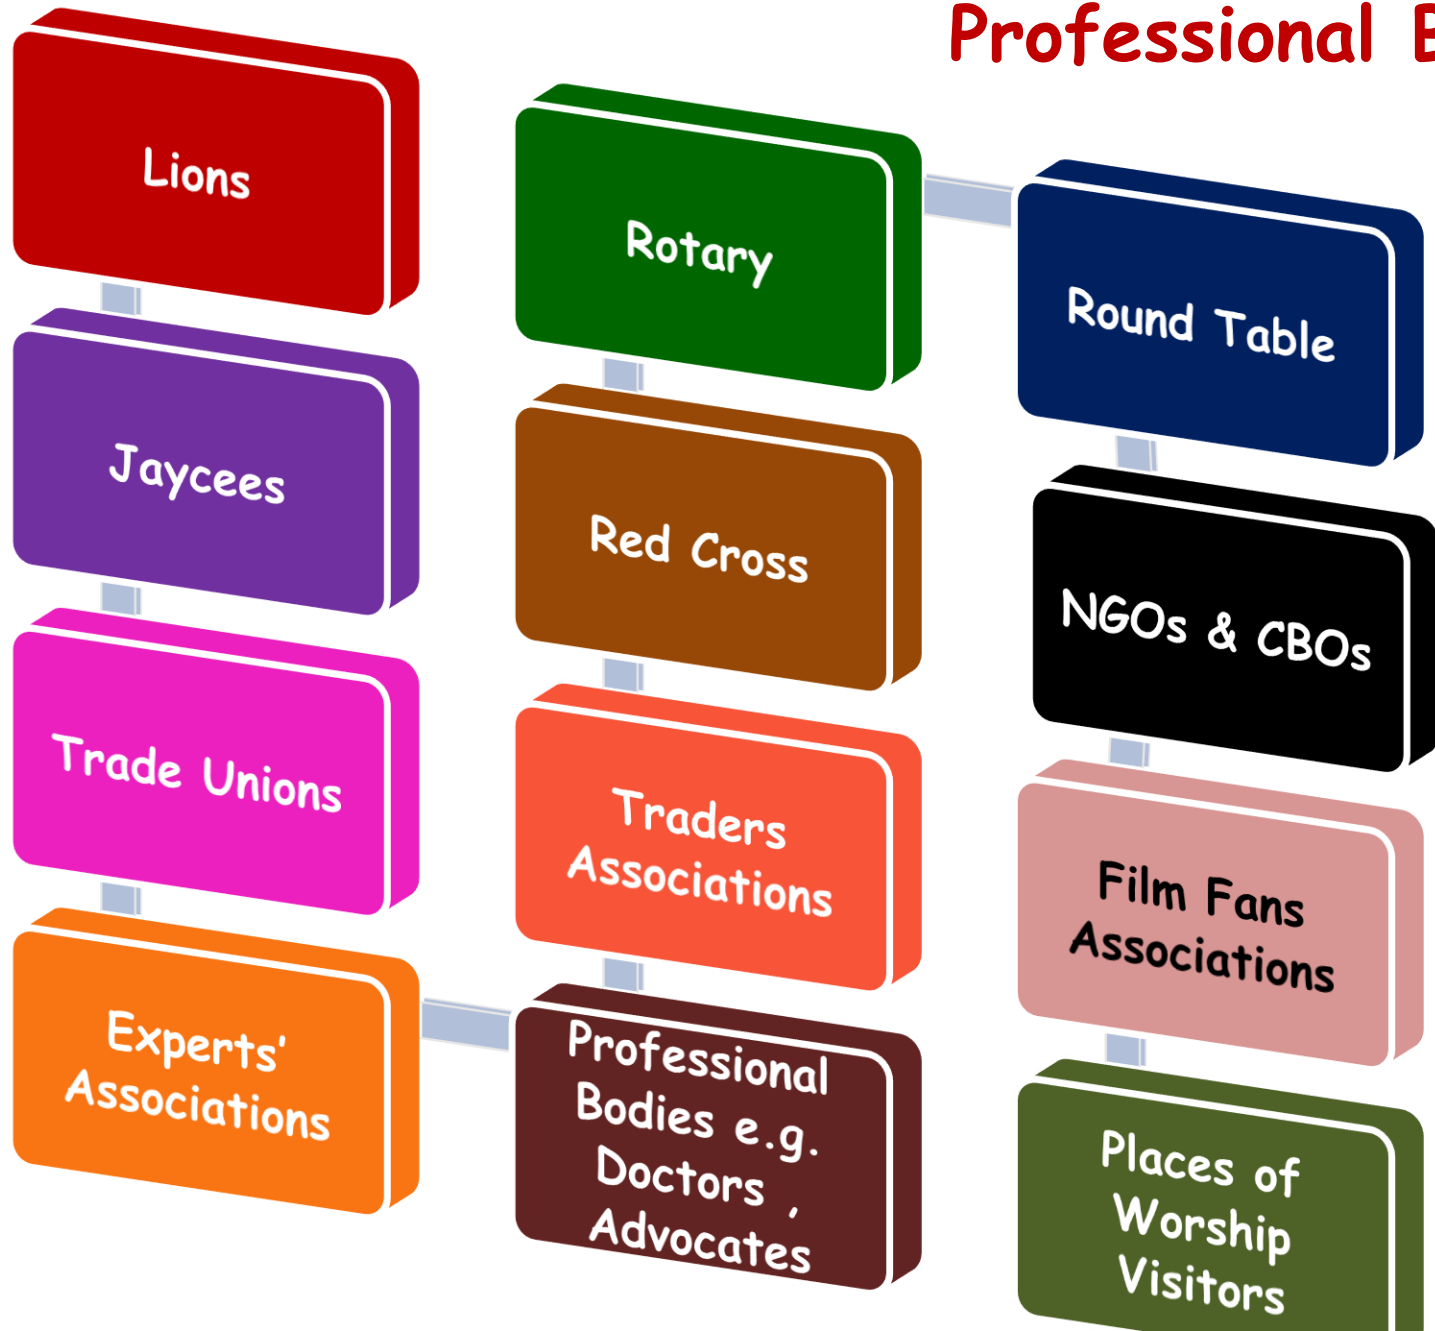 Professional
Lions
Jaycees
Trade Unions
Experts’
Associations
Professional
Bodies e.g.
Doctors ,
Advocates
Traders
Associations
Red Cross
Rotary
Round Table
NGOs & CBOs
Film Fans
Associations
Places of
Worship
Visitors